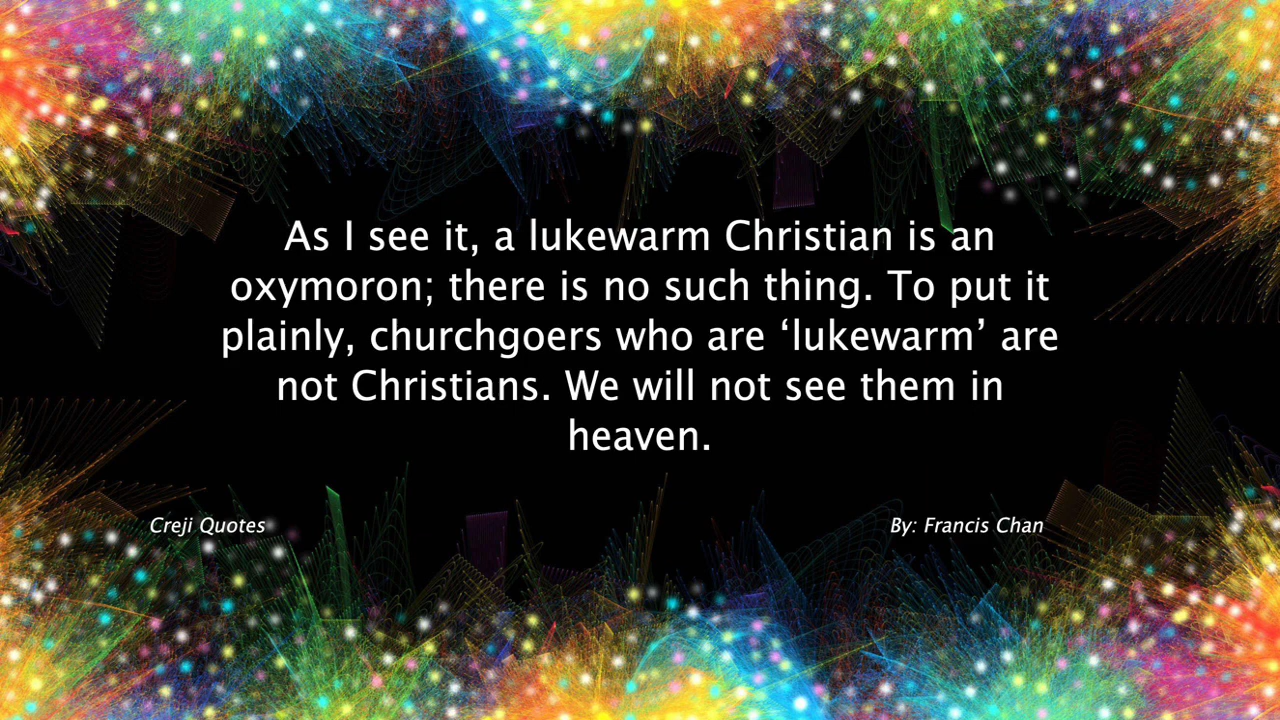 As I see it, a lukewarm Christian is an
oxymoron; there is no such thing. To put it
plainly, churchgoers who are ‘lukewarm’ are
not Christians. We will not see them in
heaven.
Creji Quotes
By: Francis Chan